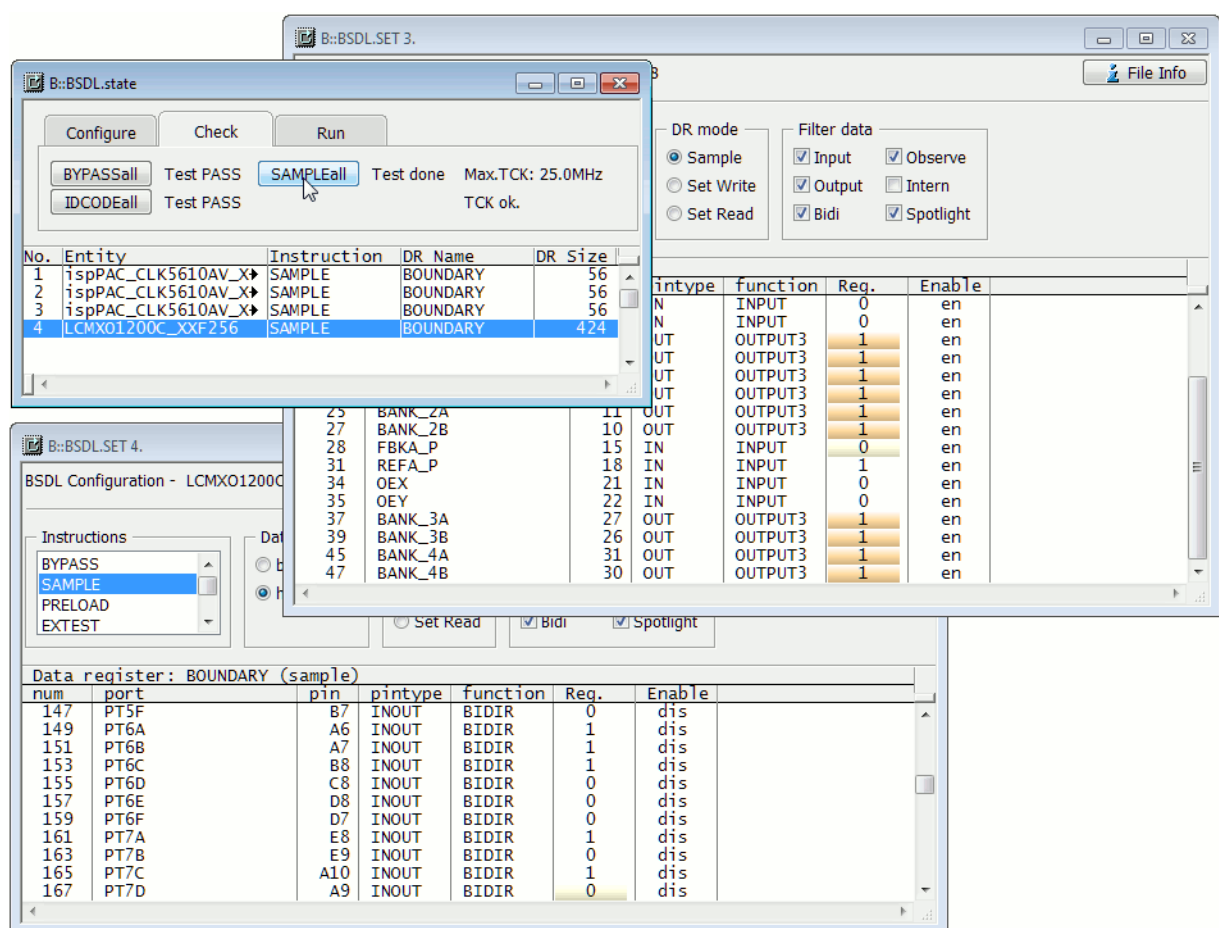 B::BSDL.SET 3.
B
File Info
DR mode
Sample
Set Write
Set Read
Filter data
Input
Observe
Output
Intern
Bidi
Spotlight
B::BSDL.state
Configure Check Run
BYPASSall Test PASS SAMPLEall Test done Max.TCK: 25.0MHz
IDCODEall Test PASS TCK ok.
No. Entity Instruction DR Name DR Size
1 ispPAC_CLK5610AV_X SAMPLE BOUNDARY 56
2 ispPAC_CLK5610AV_X SAMPLE BOUNDARY 56
3 ispPAC_CLK5610AV_X SAMPLE BOUNDARY 56
4 LCMXO1200C_XXF256 SAMPLE BOUNDARY 424
intype function Reg. Enable
N INPUT 0 en
N INPUT 0 en
UT OUTPUT3 1 en
UT OUTPUT3 1 en
UT OUTPUT3 1 en
UT OUTPUT3 1 en
25 BANK_2A 11 OUT OUTPUT3 1 en
27 BANK_2B 10 OUT OUTPUT3 1 en
28 FBKA_P 15 IN INPUT 0 en
31 REFA_P 18 IN INPUT 1 en
34 OEX 21 IN INPUT 0 en
35 OEY 22 IN INPUT 0 en
37 BANK_3A 27 OUT OUTPUT3 1 en
39 BANK_3B 26 OUT OUTPUT3 1 en
45 BANK_4A 31 OUT OUTPUT3 1 en
47 BANK_4B 30 OUT OUTPUT3 1 en
B::BSDL.SET 4.
BSDL Configuration - LCMXO1200C
Instructions
BYPASS
SAMPLE
PRELOAD
EXTEST
Dat
b
h
Set Read
Bidi
Spotlight
Data register: BOUNDARY (sample)
num port pin pintype function Reg. Enable
147 PT5F B7 INOUT BIDIR 0 dis
149 PT6A A6 INOUT BIDIR 1 dis
151 PT6B A7 INOUT BIDIR 1 dis
153 PT6C B8 INOUT BIDIR 1 dis
155 PT6D C8 INOUT BIDIR 0 dis
157 PT6E D8 INOUT BIDIR 0 dis
159 PT6F D7 INOUT BIDIR 0 dis
161 PT7A E8 INOUT BIDIR 1 dis
163 PT7B E9 INOUT BIDIR 0 dis
165 PT7C A10 INOUT BIDIR 1 dis
167 PT7D A9 INOUT BIDIR 0 dis